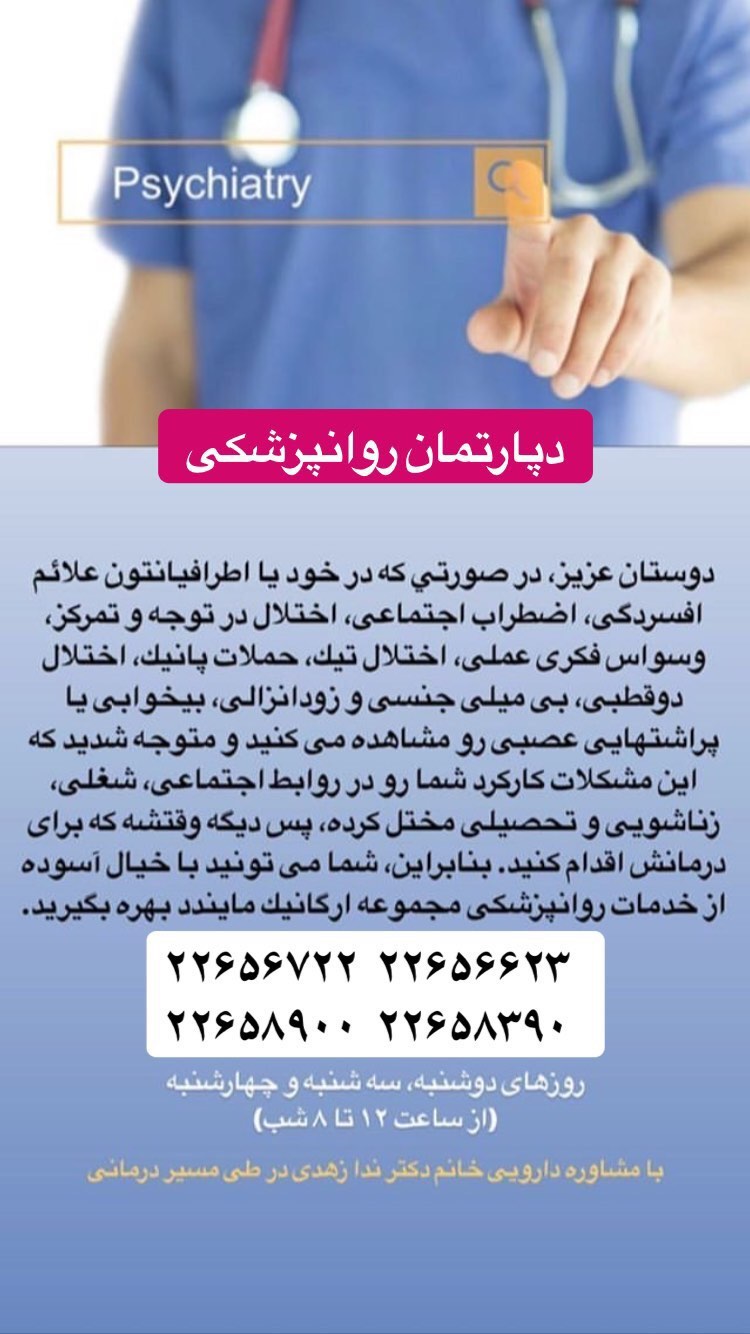 Psychiatry
دپارتمان روانپزشکی
دوستان عزیز، در صورتي که در خود یا اطرافیانتون علائم
افسردگی، اضطراب اجتماعی، اختلال در توجه و تمرکز،
وسواس فکری عملی، اختلال تیك، حملات پانیك، اختلال
دوقطبی، بی میلی جنسی و زودانزالی، بیخوابی یا
پراشتهایی عصبی رو مشاهده می کنید و متوجه شدید که
این مشکلات کارکرد شما رو در روابط اجتماعی، شغلی،
زناشویی و تحصیلی مختل کرده، پس دیگه وقتشه که برای
درمانش اقدام کنید. بنابراین، شما می تونید با خیال آسوده
از خدمات روانپزشکی مجموعه ارگانیك مایندد بهره بگیرید.
۲۲۶۵۶۷۲۲ ۲۲۶۵۶۶۲۳
۲۲۶۵۸۹۰۰ ۲۲۶۵۸۳۹۰
روزهای دوشنبه، سه شنبه و چهارشنبه
(از ساعت ۱۲ تا ۸ شب)
با مشاوره دارویی خانم دکتر ندا زهدی در طی مسیر درمانی